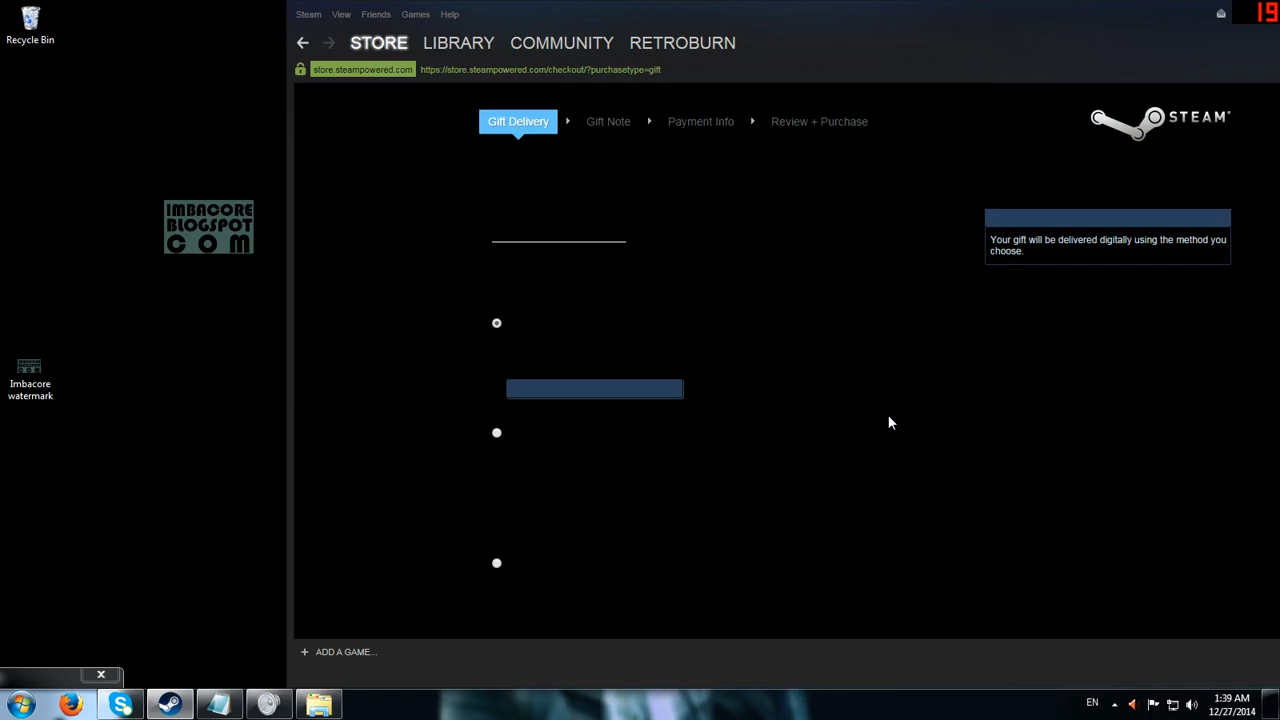 Recycle Bin
Steam View Friends Games Help
19
STORE LIBRARY COMMUNITY RETROBURN
store.steampowered.com https://store.steampowered.com/checkout/?purchasetype=gift
Gift Delivery Gift Note Payment Info Review + Purchase
STEAM
IMBACORE
BLOGSPOT
COM
Your gift will be delivered digitally using the method you
choose.
Imbacore
watermark
+ ADD A GAME...
X
EN
1:39 AM
12/27/2014